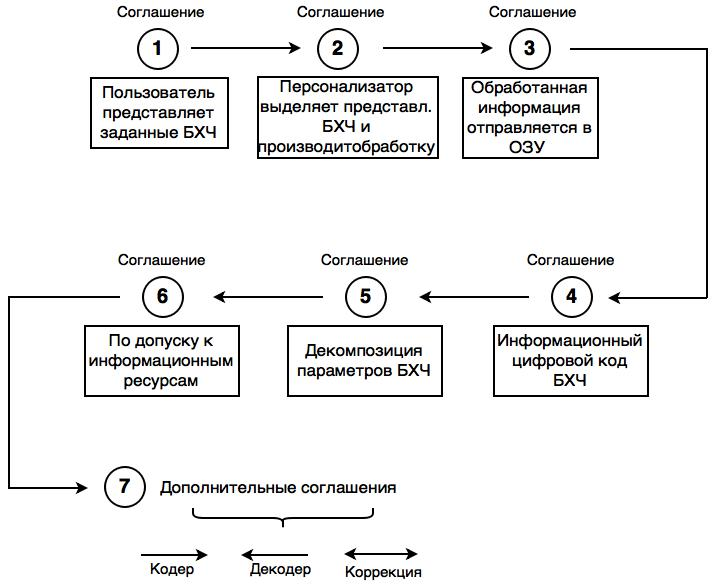 Соглашение
1
Пользователь
представляет
заданные БХЧ
Соглашение
2
Персонализатор
выделяет представл.
БХЧ и
производитобработку
Соглашение
3
Обработанная
информация
отправляется в
ОЗУ
Соглашение
4
Информационный
цифровой код
БХЧ
Соглашение
5
Декомпозиция
параметров БХЧ
Соглашение
6
По допуску к
информационным
ресурсам
7 Дополнительные соглашения
Кодер
Декодер
Коррекция